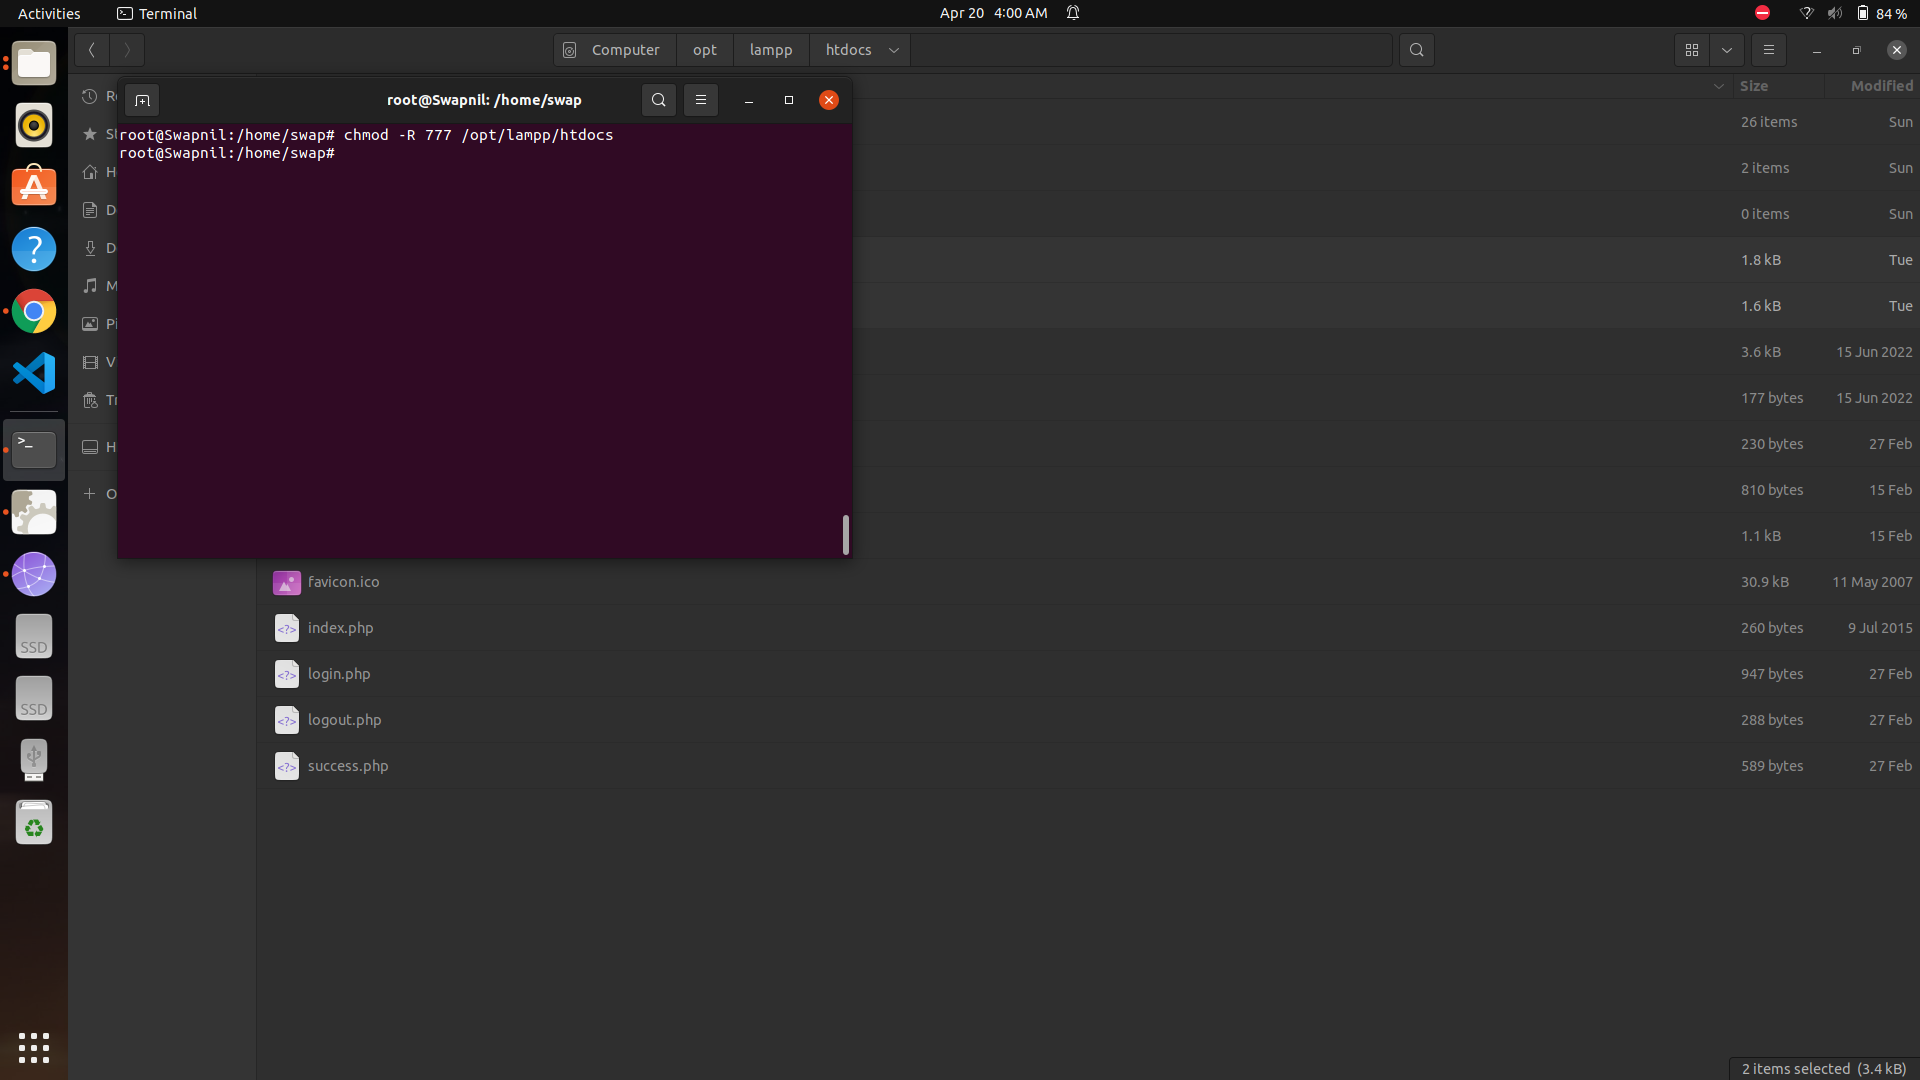 Activities Terminal Apr 20 4:00 AM 84 %
Computer opt lampp htdocs
Size Modified
root@Swapnil: /home/swap
root@Swapnil:/home/swap# chmod -R 777 /opt/lampp/htdocs
root@Swapnil:/home/swap#
26 items Sun
2 items Sun
0 items Sun
1.8 kB Tue
1.6 kB Tue
3.6 kB 15 Jun 2022
177 bytes 15 Jun 2022
230 bytes 27 Feb
810 bytes 15 Feb
1.1 kB 15 Feb
favicon.ico 30.9 kB 11 May 2007
index.php 260 bytes 9 Jul 2015
login.php 947 bytes 27 Feb
logout.php 288 bytes 27 Feb
success.php 589 bytes 27 Feb
SSD
SSD
2 items selected (3.4 kB)